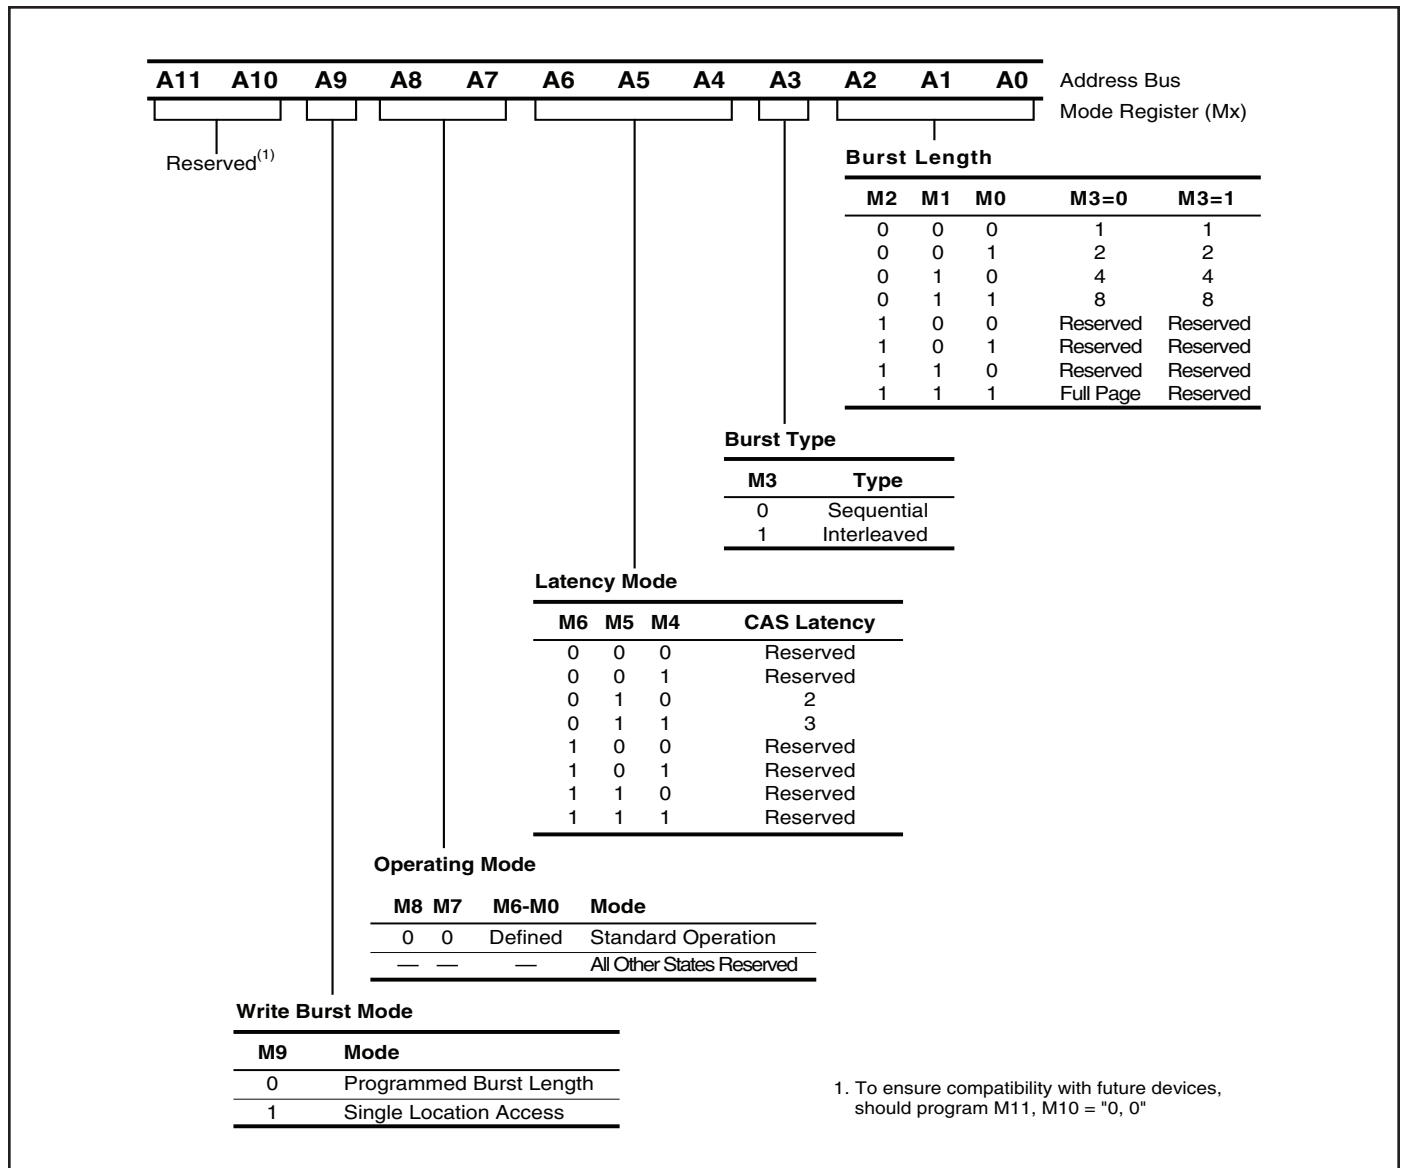 A11 A10 A9 A8 A7 A6 A5 A4 A3 A2 A1 A0 Address Bus
Mode Register (Mx)
Reserved(1)
Burst Length
M2 M1 M0 M3=0 M3=1
0 0 0 1 1
0 0 1 2 2
0 1 0 4 4
0 1 1 8 8
1 0 0 Reserved Reserved
1 0 1 Reserved Reserved
1 1 0 Reserved Reserved
1 1 1 Full Page Reserved
Burst Type
M3 Type
0 Sequential
1 Interleaved
Latency Mode
M6 M5 M4 CAS Latency
0 0 0 Reserved
0 0 1 Reserved
0 1 0 2
0 1 1 3
1 0 0 Reserved
1 0 1 Reserved
1 1 0 Reserved
1 1 1 Reserved
Operating Mode
M8 M7 M6-M0 Mode
0 0 Defined Standard Operation
— — — All Other States Reserved
Write Burst Mode
M9 Mode
0 Programmed Burst Length
1 Single Location Access
1. To ensure compatibility with future devices,
should program M11, M10 = "0, 0"